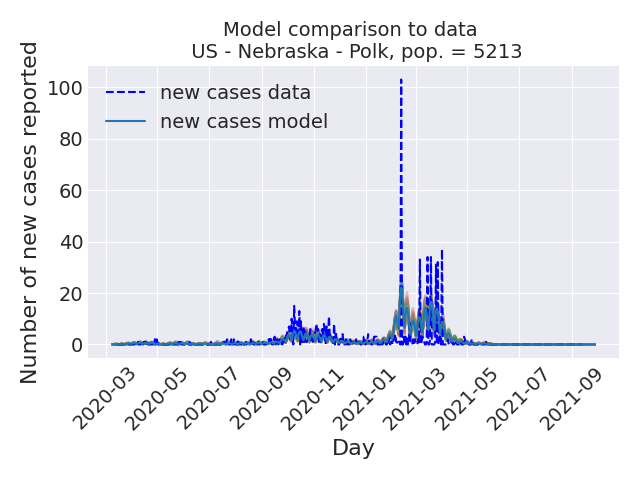 Model comparison to data
US - Nebraska - Polk, pop. = 5213
Number of new cases reported
100
80
60
40
20
0
new cases data
new cases model
2020-03
2020-05
2020-07
2020-09
2020-11
2021-01
2021-03
2021-05
2021-07
2021-09
Day